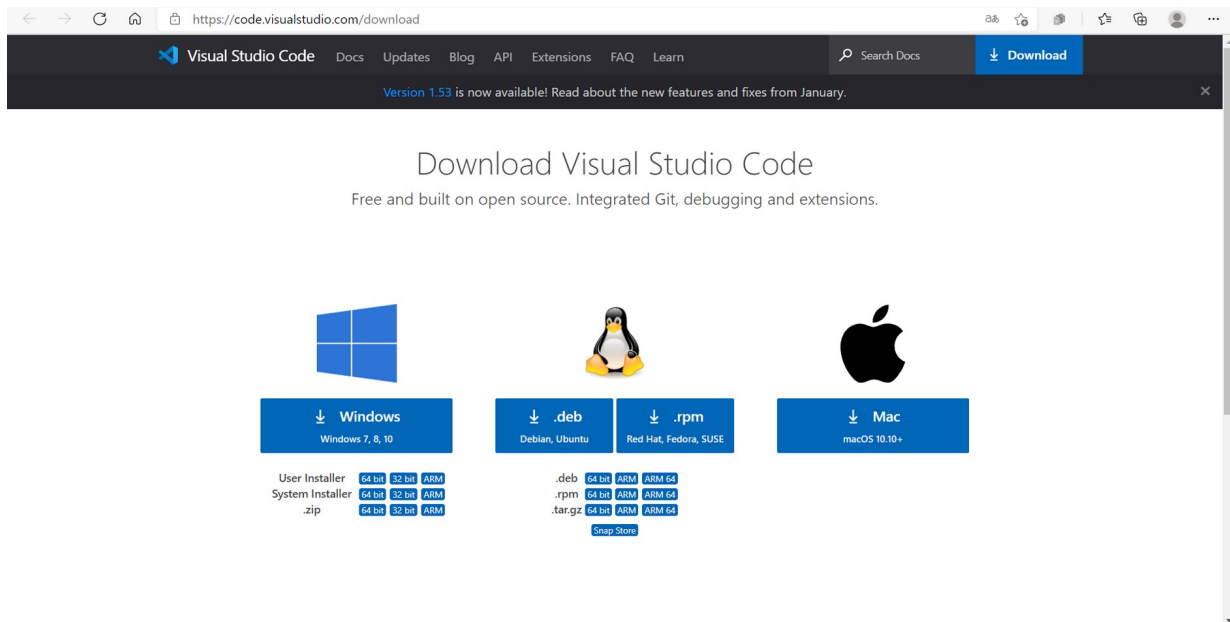 https://code.visualstudio.com/download
Visual Studio Code Docs Updates Blog API Extensions FAQ Learn Search Docs Download
Version 1.53 is now available! Read about the new features and fixes from January.
Download Visual Studio Code
Free and built on open source. Integrated Git, debugging and extensions.
Windows
Windows 7, 8, 10
.deb
Debian, Ubuntu
.rpm
Red Hat, Fedora, SUSE
Mac
macOS 10.10+
User Installer 64 bit 32 bit ARM
System Installer 64 bit 32 bit ARM
.zip 64 bit 32 bit ARM
.deb 64 bit ARM ARM 64
.rpm 64 bit ARM ARM 64
.tar.gz 64 bit ARM ARM 64
Snap Store